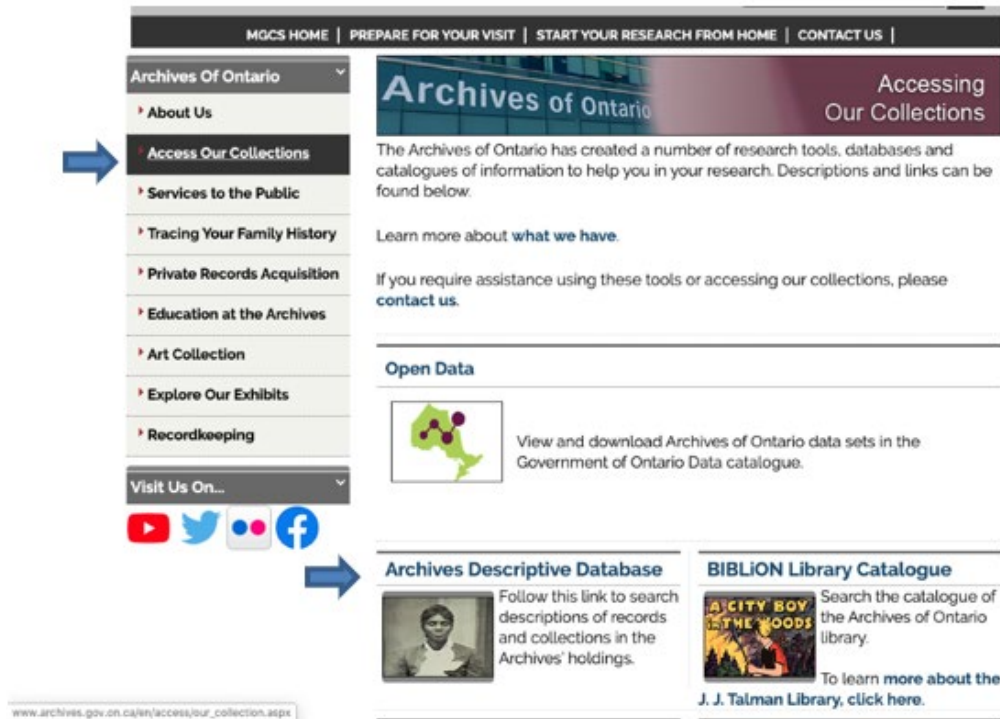 MGCS HOME | PREPARE FOR YOUR VISIT | START YOUR RESEARCH FROM HOME | CONTACT US |
Archives Of Ontario
About Us
Access Our Collections
Services to the Public
Tracing Your Family History
Private Records Acquisition
Education at the Archives
Art Collection
Explore Our Exhibits
Recordkeeping
Visit Us On...
Archives of Ontario
Accessing
Our Collections
The Archives of Ontario has created a number of research tools, databases and
catalogues of information to help you in your research. Descriptions and links can be
found below.
Learn more about what we have.
If you require assistance using these tools or accessing our collections, please
contact us.
Open Data
View and download Archives of Ontario data sets in the
Government of Ontario Data catalogue.
Archives Descriptive Database
Follow this link to search
descriptions of records
and collections in the
Archives' holdings.
BIBLiON Library Catalogue
A CITY BOY
IN THE WOODS
Search the catalogue of
the Archives of Ontario
library.
To learn more about the
J. J. Talman Library, click here.
www.archives.gov.on.ca/en/access/our_collection.aspx